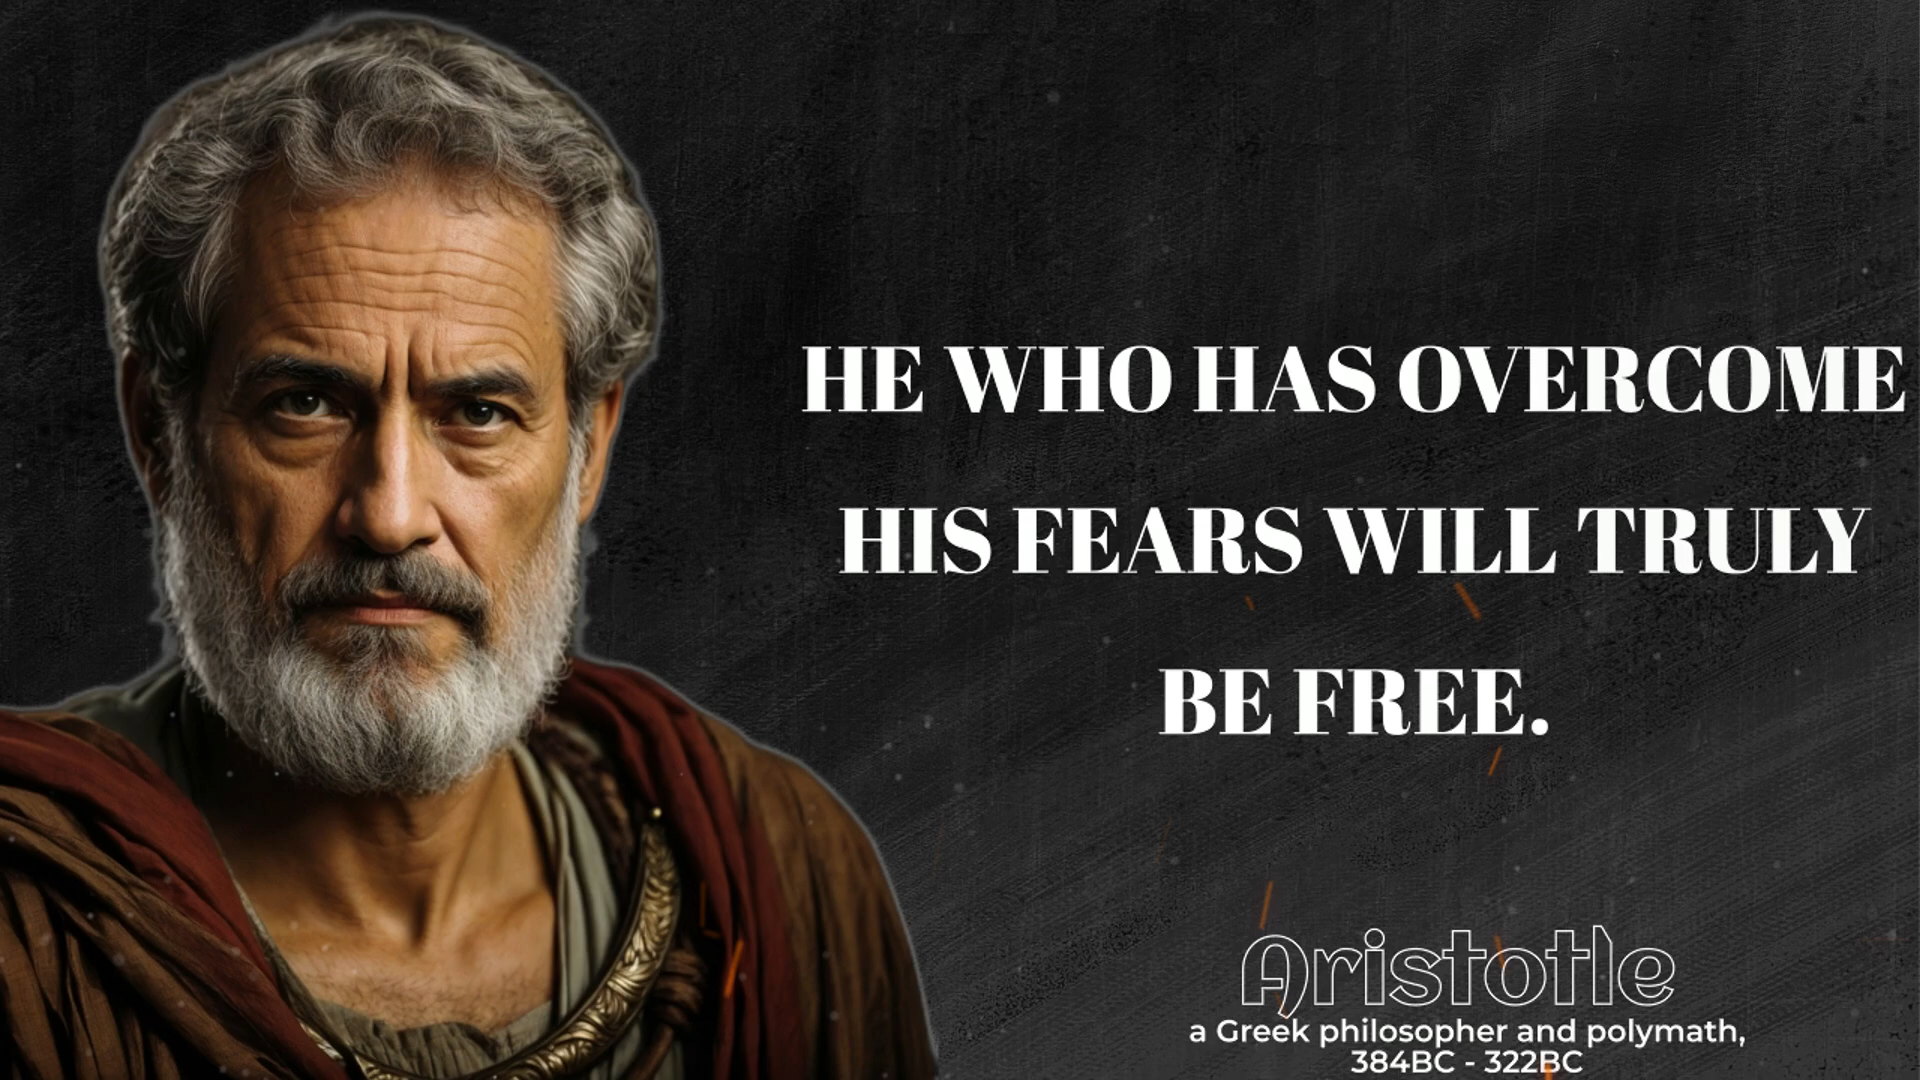 HE WHO HAS OVERCOME
HIS FEARS WILL TRULY
BE FREE.
Aristotle
a Greek philosopher and polymath,
384BC - 322BC